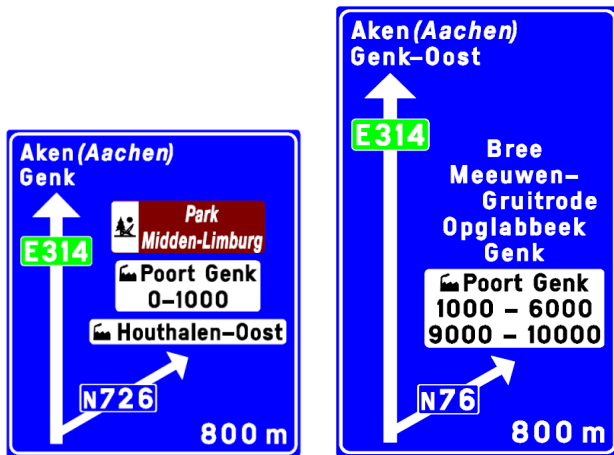 Aken (Aachen)
Genk
E314
Park
Midden-Limburg
Poort Genk
0-1000
Houthalen-Oost
N726
800 m
Aken (Aachen)
Genk-Oost
E314
Bree
Meeuwen-
Gruitrode
Opglabbeek
Genk
Poort Genk
1000 - 6000
9000 - 10000
N76
800 m